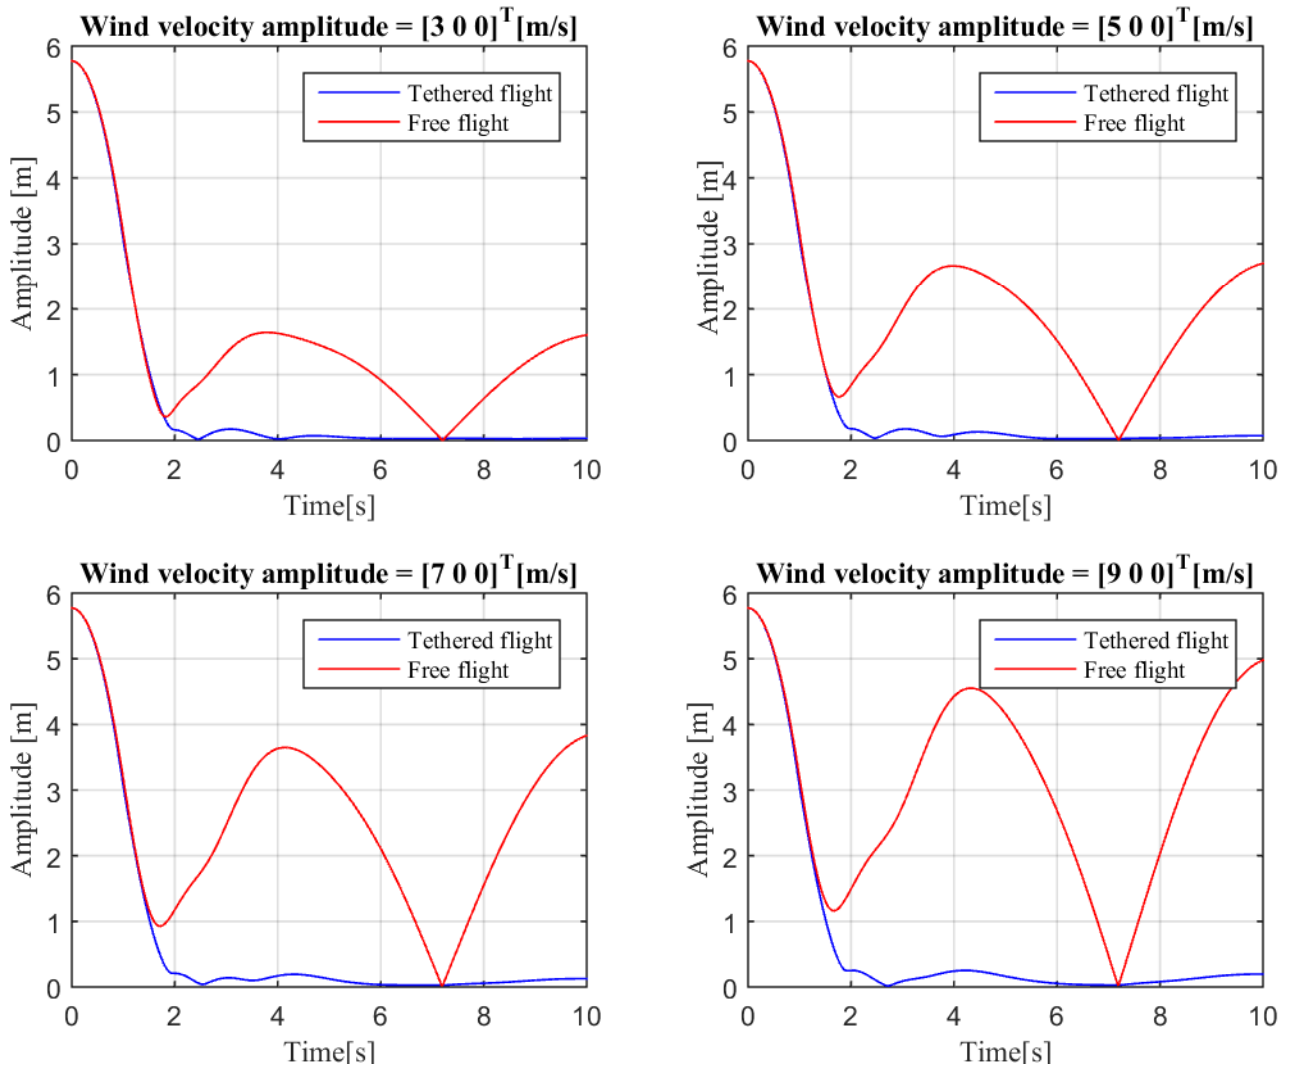 Wind velocity amplitude = [3 0 0]ᵀ[m/s]
6
5
4
3
2
1
0
Amplitude [m]
Tethered flight
Free flight
0 2 4 6 8 10
Time[s]
Wind velocity amplitude = [5 0 0]ᵀ[m/s]
6
5
4
3
2
1
0
Amplitude [m]
Tethered flight
Free flight
0 2 4 6 8 10
Time[s]
Wind velocity amplitude = [7 0 0]ᵀ[m/s]
6
5
4
3
2
1
0
Amplitude [m]
Tethered flight
Free flight
0 2 4 6 8 10
Time[s]
Wind velocity amplitude = [9 0 0]ᵀ[m/s]
6
5
4
3
2
1
0
Amplitude [m]
Tethered flight
Free flight
0 2 4 6 8 10
Time[s]